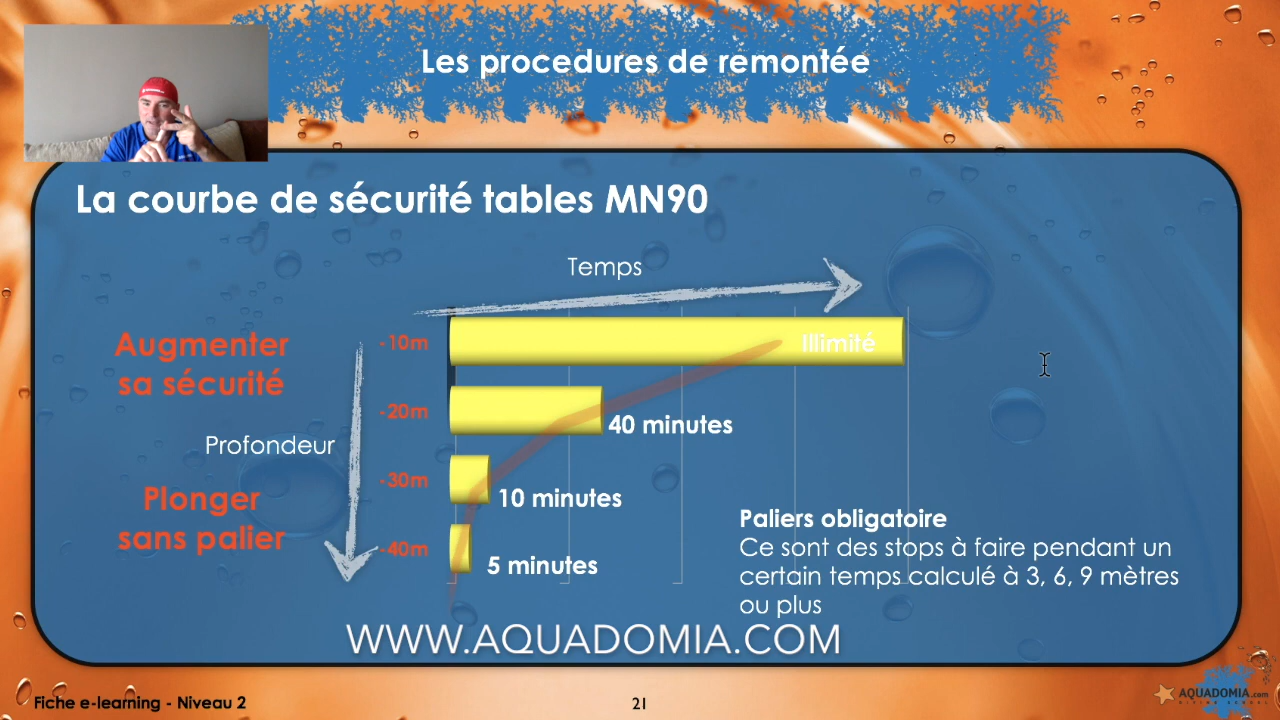 Les procedures de remontée
La courbe de sécurité tables MN90
Temps
Augmenter
sa sécurité
Profondeur
Plonger
sans palier
-10m
Illimité
-20m
40 minutes
-30m
10 minutes
-40m
5 minutes
Paliers obligatoire
Ce sont des stops à faire pendant un
certain temps calculé à 3, 6, 9 mètres
ou plus
WWW.AQUADOMIA.COM
Fiche e-learning - Niveau 2
21
AQUADOMIA.com
DIVING SCHOOL